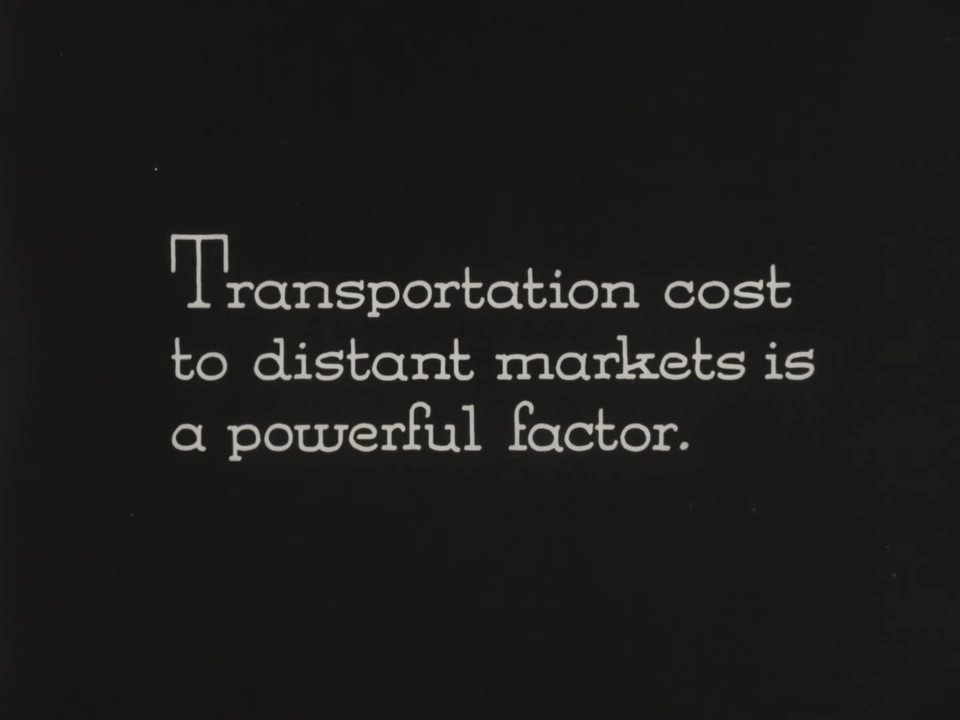 Transportation cost
to distant markets is
a powerful factor.